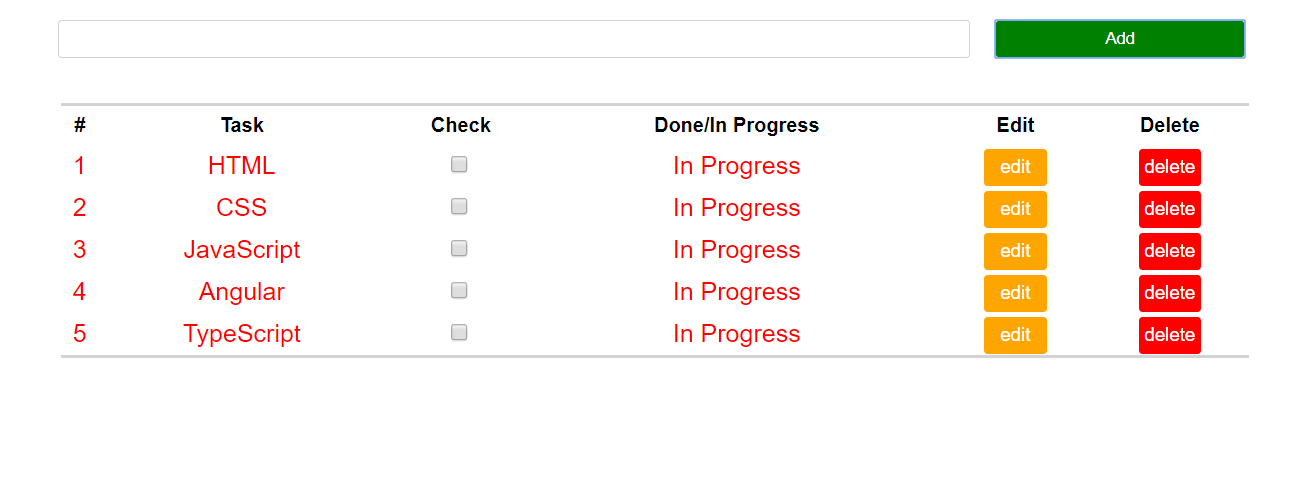 Add
# Task Check Done/In Progress Edit Delete
1 HTML In Progress edit delete
2 CSS In Progress edit delete
3 JavaScript In Progress edit delete
4 Angular In Progress edit delete
5 TypeScript In Progress edit delete